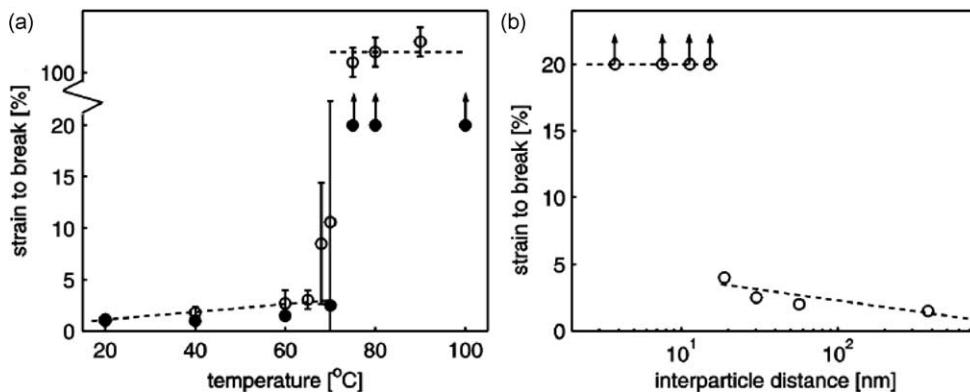 (a)
strain to break [%]
100
20
15
10
5
0
20 40 60 80 100
temperature [°C]
(b)
strain to break [%]
20
15
10
5
0
10¹ 10²
interparticle distance [nm]